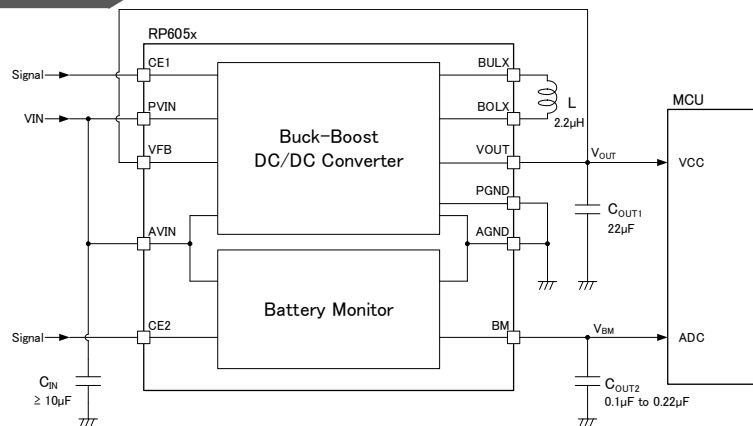 RP605x
Signal
CE1
BULX
VIN
PVIN
BOLX
L
2.2µH
MCU
Buck-Boost
DC/DC Converter
VFB
VOUT
VOUT
VCC
PGND
COUT1
22µF
AVIN
AGND
Battery Monitor
Signal
CE2
BM
VBM
ADC
CIN
≥ 10µF
COUT2
0.1µF to 0.22µF